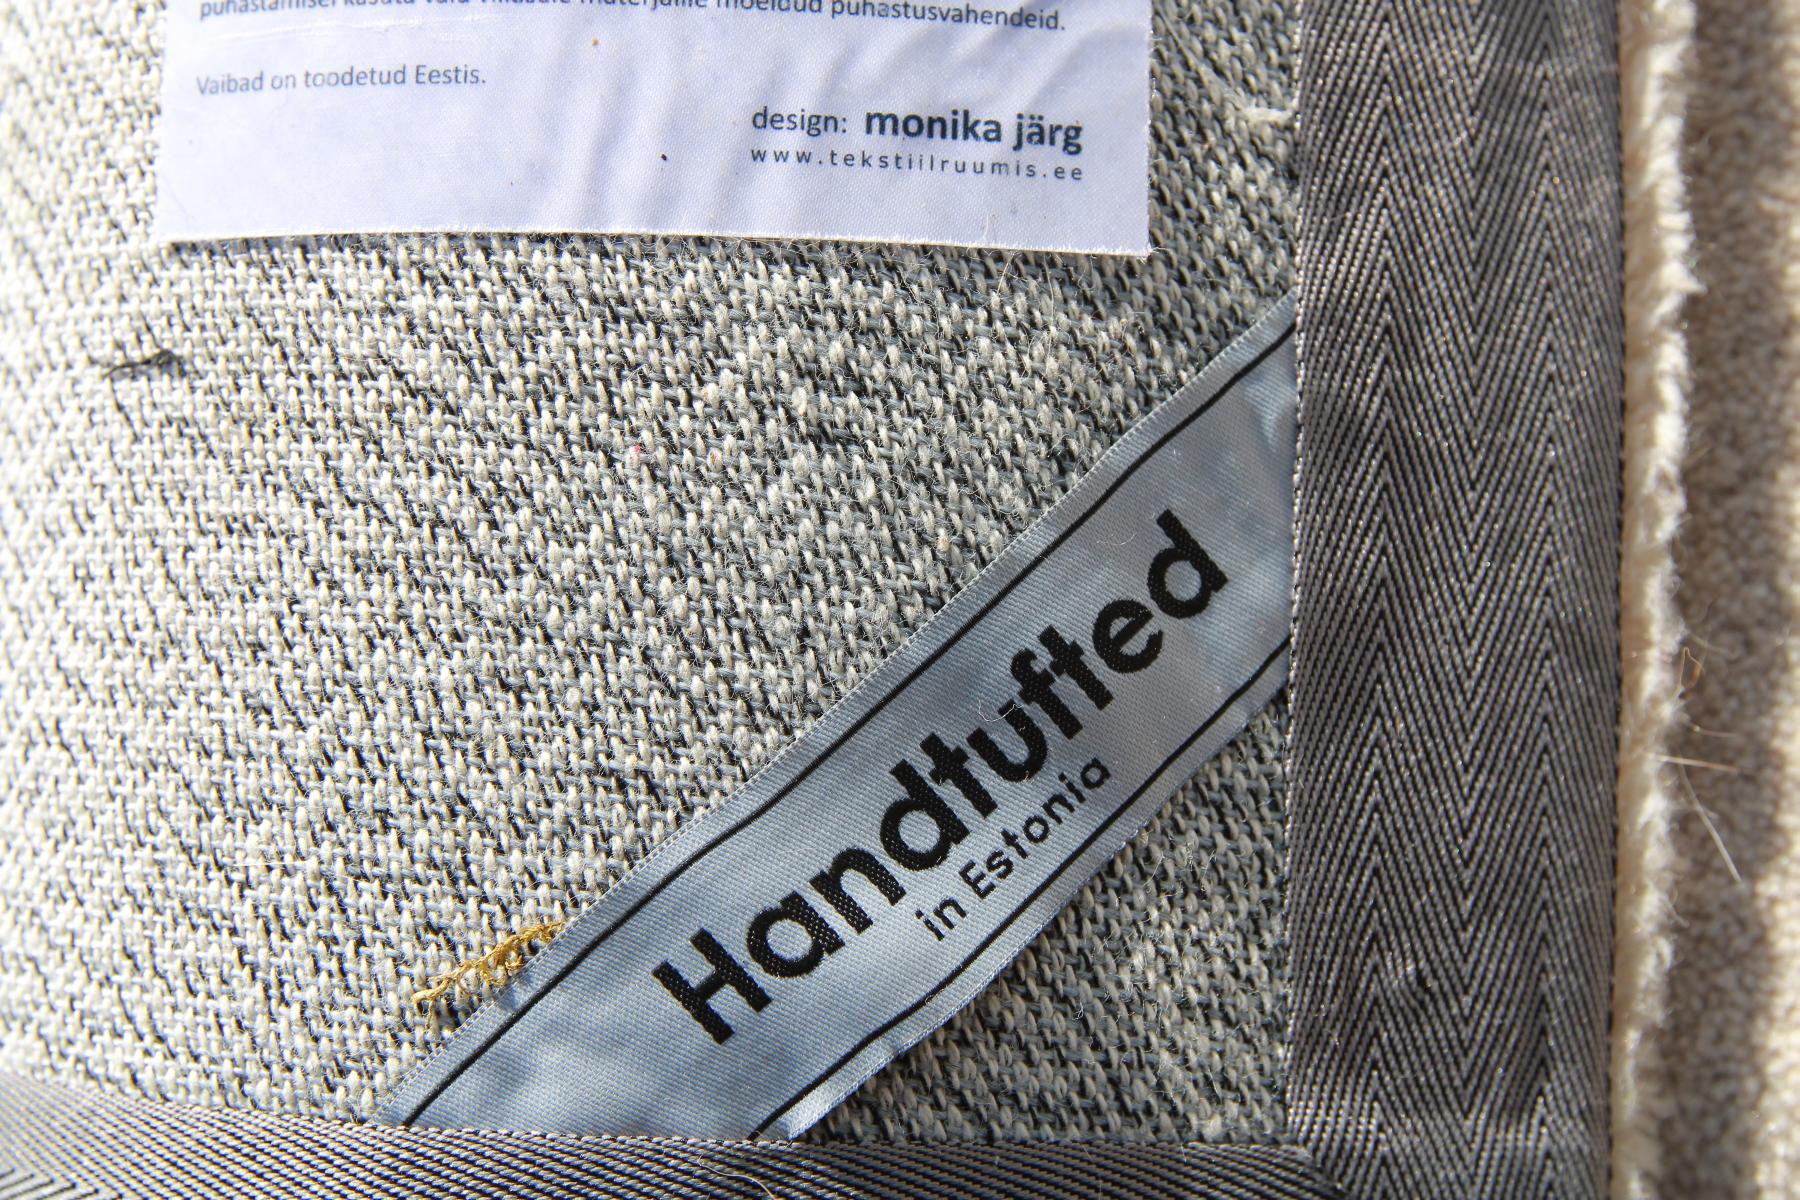 puhastamisel kasuta vaid villasele materjalile mõeldud puhastusvahendeid.
Vaibad on toodetud Eestis.
design: monika järg
www.tekstiilruumis.ee
Handtufted
in Estonia